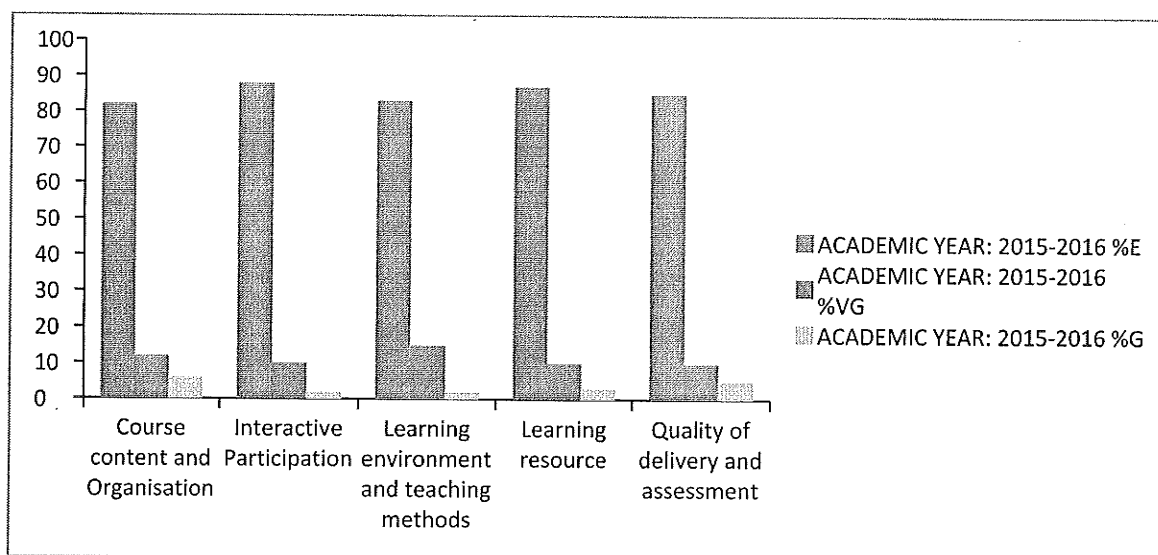 100
90
80
70
60
50
40
30
20
10
0
Course
content and
Organisation
Interactive
Participation
Learning
environment
and teaching
methods
Learning
resource
Quality of
delivery and
assessment
ACADEMIC YEAR: 2015-2016 %E
ACADEMIC YEAR: 2015-2016
%VG
ACADEMIC YEAR: 2015-2016 %G